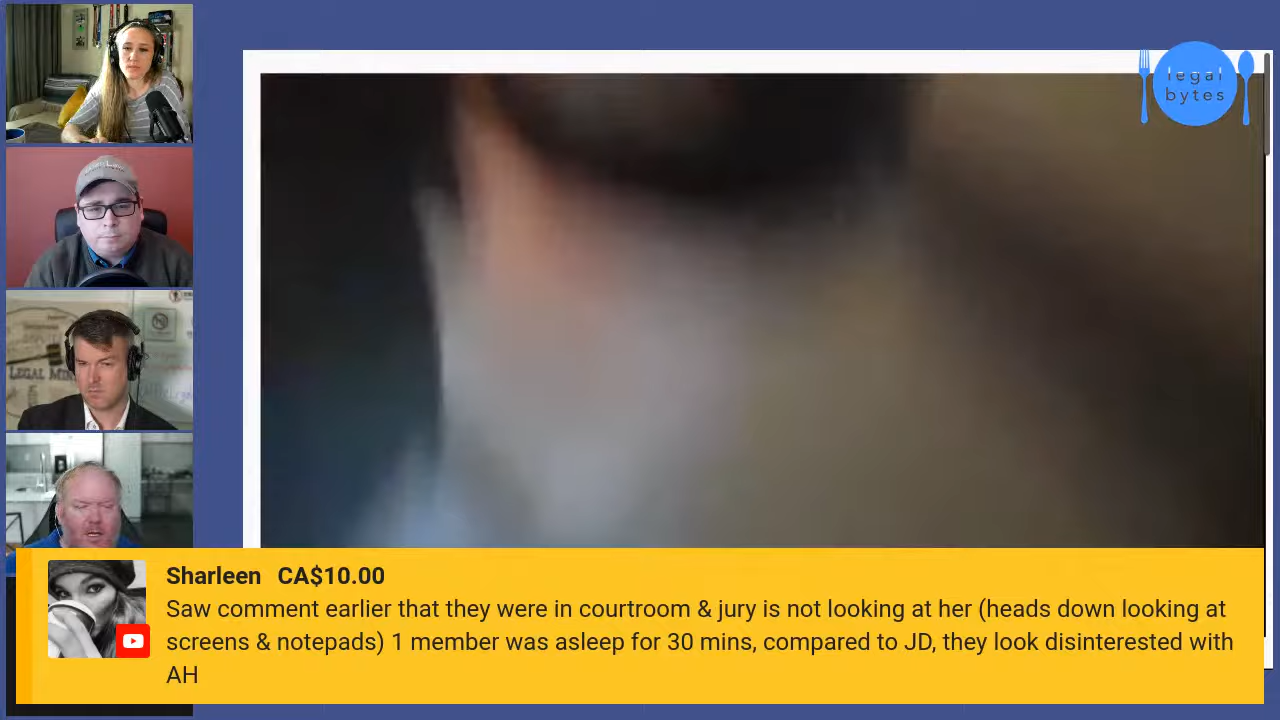 legal
bytes
LEGAL MIN
Sharleen CA$10.00
Saw comment earlier that they were in courtroom & jury is not looking at her (heads down looking at
screens & notepads) 1 member was asleep for 30 mins, compared to JD, they look disinterested with
AH